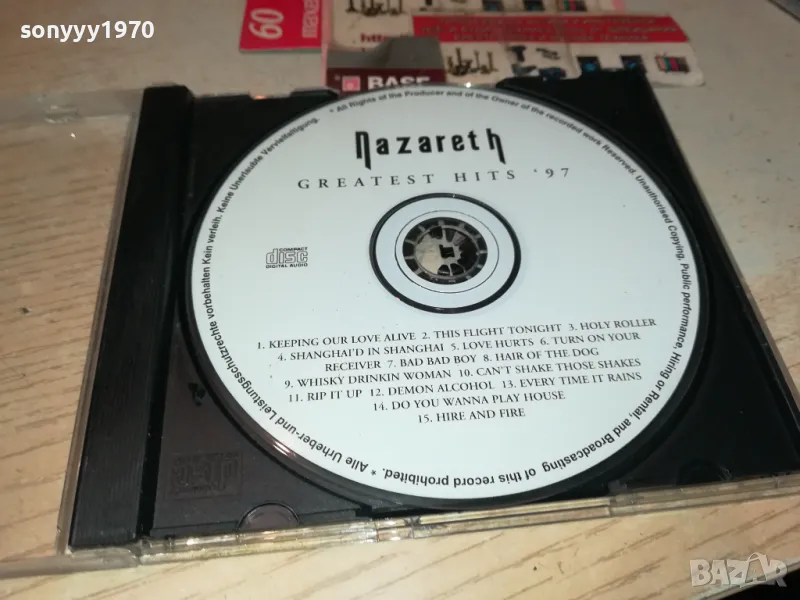 sonyyy1970
60
maxell
http
BASF
* All Rights of the Producer and of the Owner of the recorded work Reserved. Unauthorised Copying, Public performance, Hiring or Rental, and Broadcasting of this record prohibited. * Alle Urheber-und Leistungsschutzrechte vorbehalten Kein verleih. Keine Unerlaubte Vervielfaltigung.
Nazareth
GREATEST HITS '97
COMPACT
disc
DIGITAL AUDIO
1. KEEPING OUR LOVE ALIVE 2. THIS FLIGHT TONIGHT 3. HOLY ROLLER
4. SHANGHAI'D IN SHANGHAI 5. LOVE HURTS 6. TURN ON YOUR
RECEIVER 7. BAD BAD BOY 8. HAIR OF THE DOG
9. WHISKY DRINKIN WOMAN 10. CAN'T SHAKE THOSE SHAKES
11. RIP IT UP 12. DEMON ALCOHOL 13. EVERY TIME IT RAINS
14. DO YOU WANNA PLAY HOUSE
15. HIRE AND FIRE
BAZAR